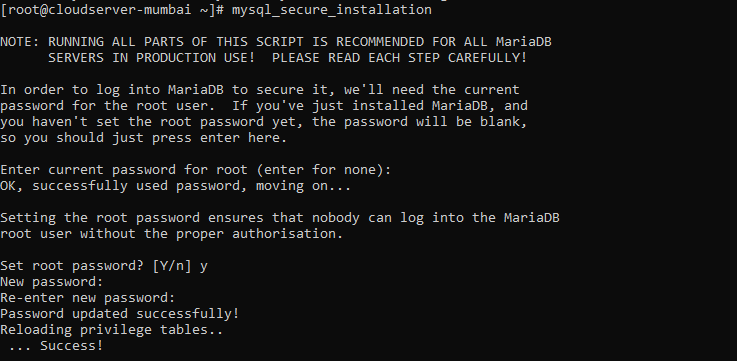 [root@cloudserver-mumbai ~]# mysql_secure_installation
NOTE: RUNNING ALL PARTS OF THIS SCRIPT IS RECOMMENDED FOR ALL MariaDB
      SERVERS IN PRODUCTION USE!  PLEASE READ EACH STEP CAREFULLY!
In order to log into MariaDB to secure it, we'll need the current
password for the root user.  If you've just installed MariaDB, and
you haven't set the root password yet, the password will be blank,
so you should just press enter here.
Enter current password for root (enter for none):
OK, successfully used password, moving on...
Setting the root password ensures that nobody can log into the MariaDB
root user without the proper authorisation.
Set root password? [Y/n] y
New password:
Re-enter new password:
Password updated successfully!
Reloading privilege tables..
 ... Success!